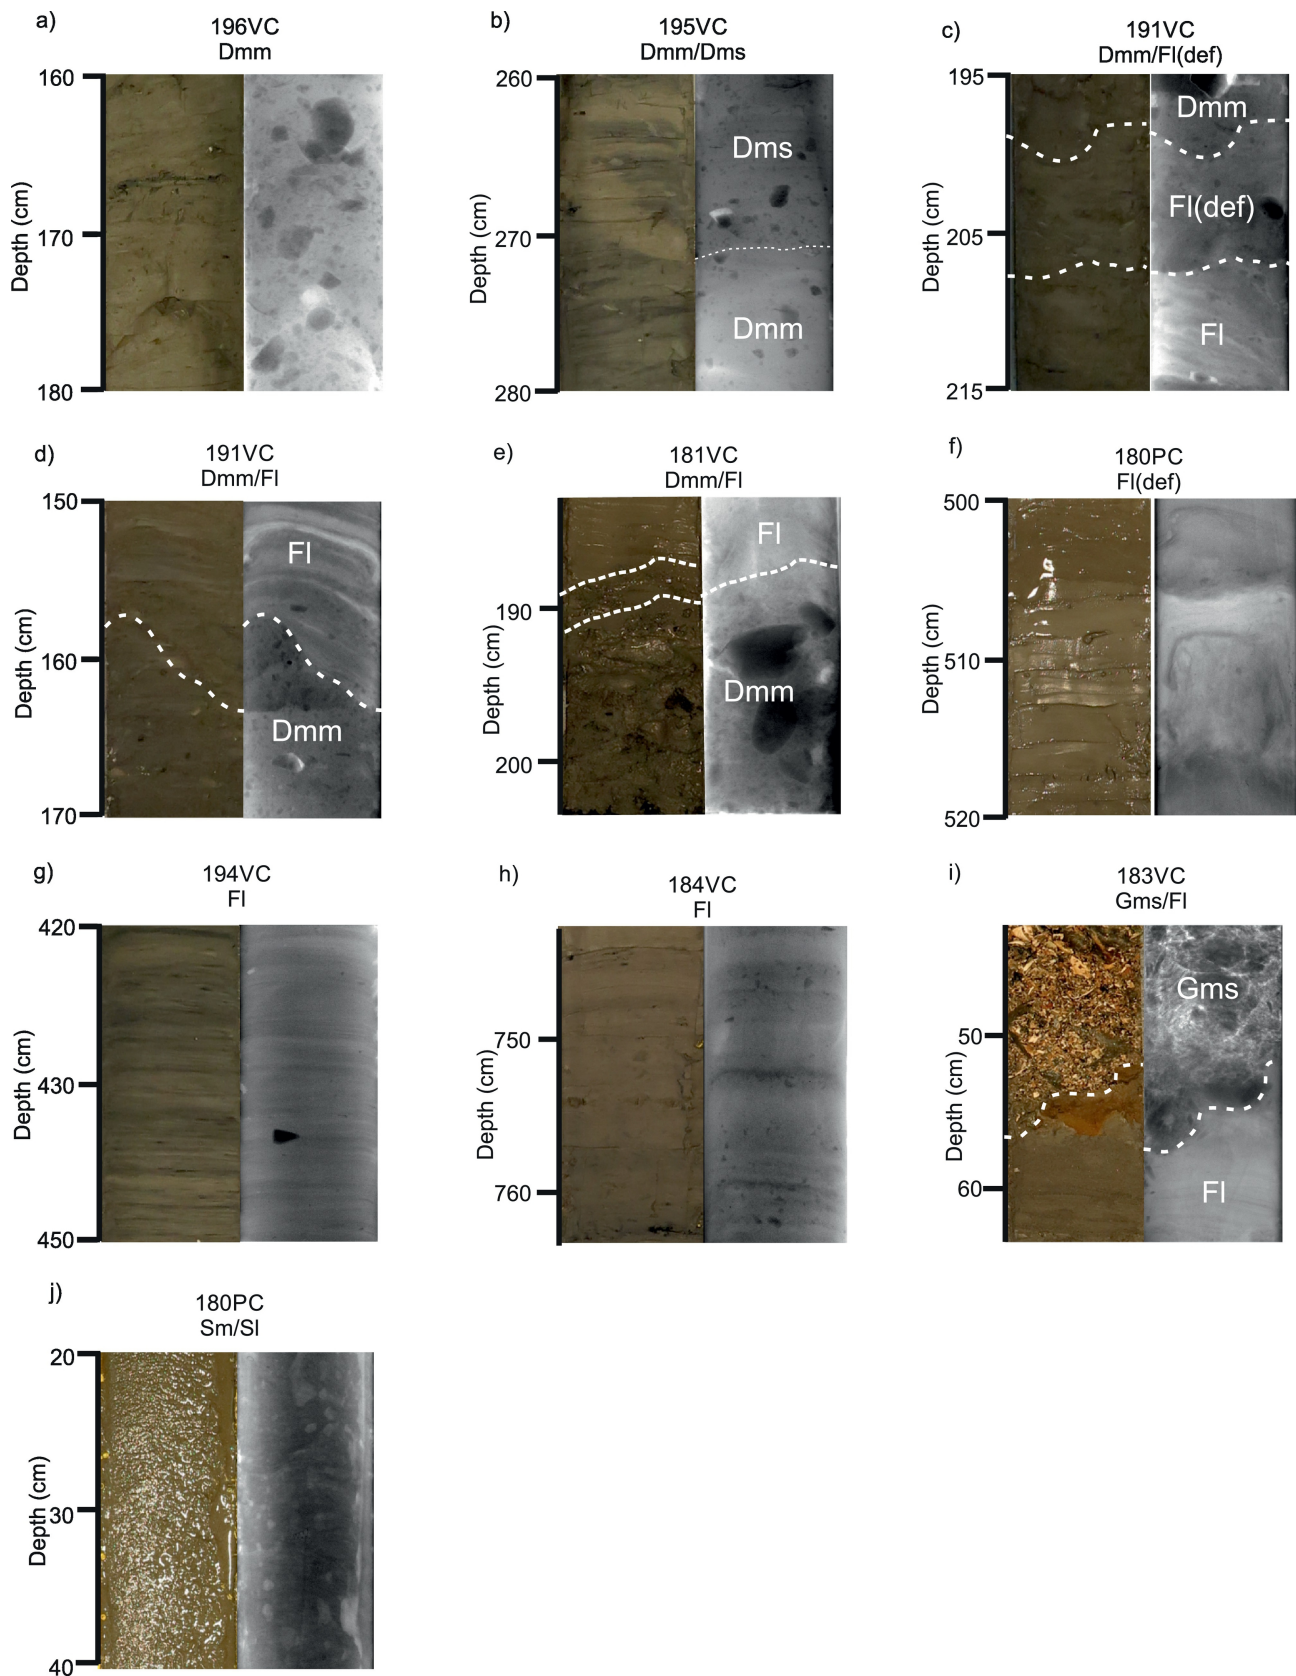 a)
196VC
Dmm
160
170
180
Depth (cm)
b)
195VC
Dmm/Dms
260
270
280
Depth (cm)
Dms
Dmm
c)
191VC
Dmm/Fl(def)
195
205
215
Depth (cm)
Dmm
Fl(def)
Fl
d)
191VC
Dmm/Fl
150
160
170
Depth (cm)
Fl
Dmm
e)
181VC
Dmm/Fl
190
200
Depth (cm)
Fl
Dmm
f)
180PC
Fl(def)
500
510
520
Depth (cm)
g)
194VC
Fl
420
430
450
Depth (cm)
h)
184VC
Fl
750
760
Depth (cm)
i)
183VC
Gms/Fl
50
60
Depth (cm)
Gms
Fl
j)
180PC
Sm/Sl
20
30
40
Depth (cm)